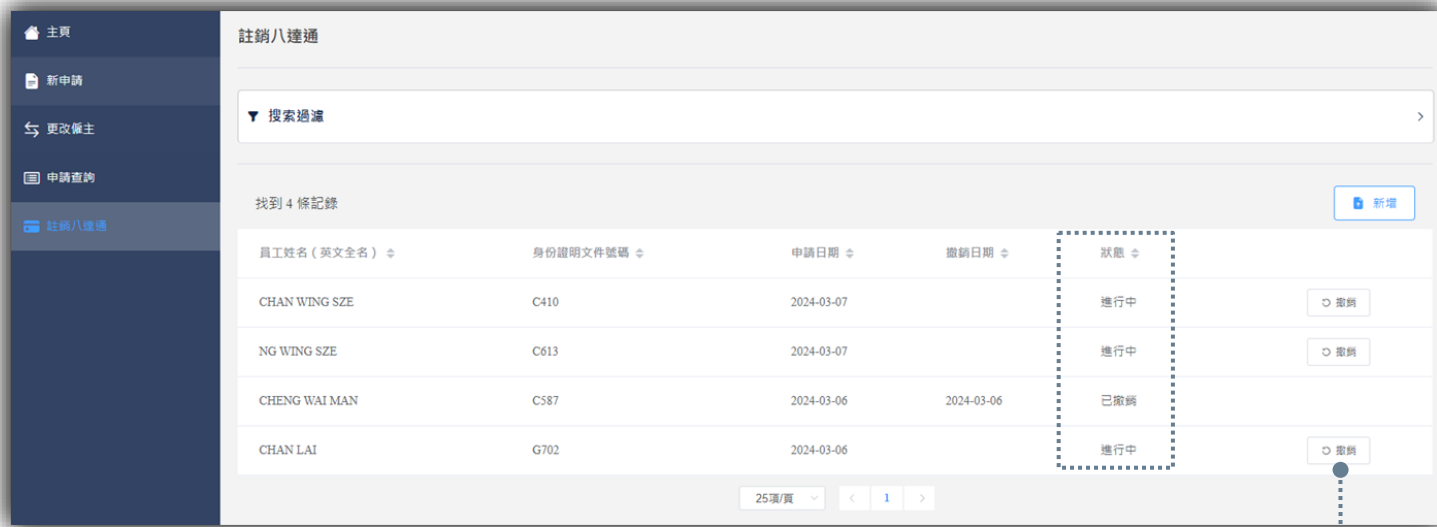 主頁
新申請
更改僱主
申請查詢
註銷八達通
註銷八達通
搜索過濾
找到 4 條記錄
新增
員工姓名（英文全名） 身份證明文件號碼 申請日期 撤銷日期 狀態
CHAN WING SZE C410 2024-03-07 進行中 撤銷
NG WING SZE C613 2024-03-07 進行中 撤銷
CHENG WAI MAN C587 2024-03-06 2024-03-06 已撤銷
CHAN LAI G702 2024-03-06 進行中 撤銷
25項/頁 1